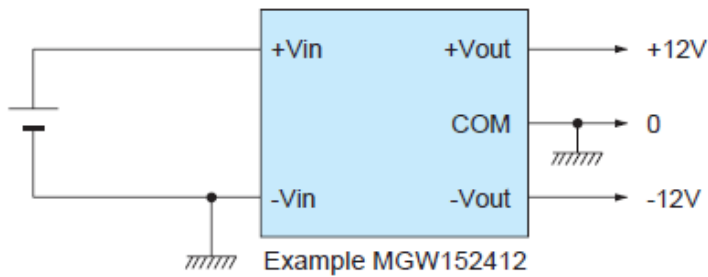 +Vin +Vout +12V
COM 0
-Vin -Vout -12V
Example MGW152412